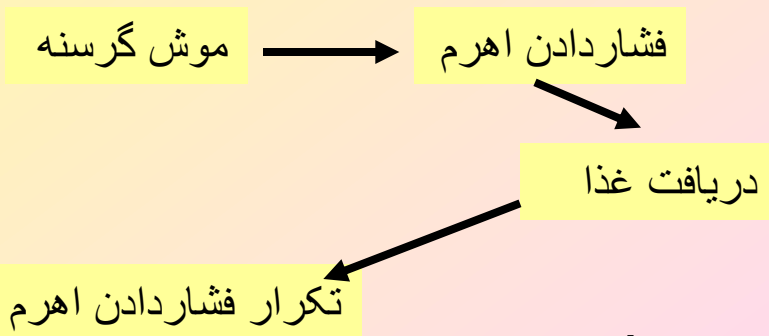 موش گرسنه
فشاردادن اهرم
دریافت غذا
تکرار فشاردادن اهرم